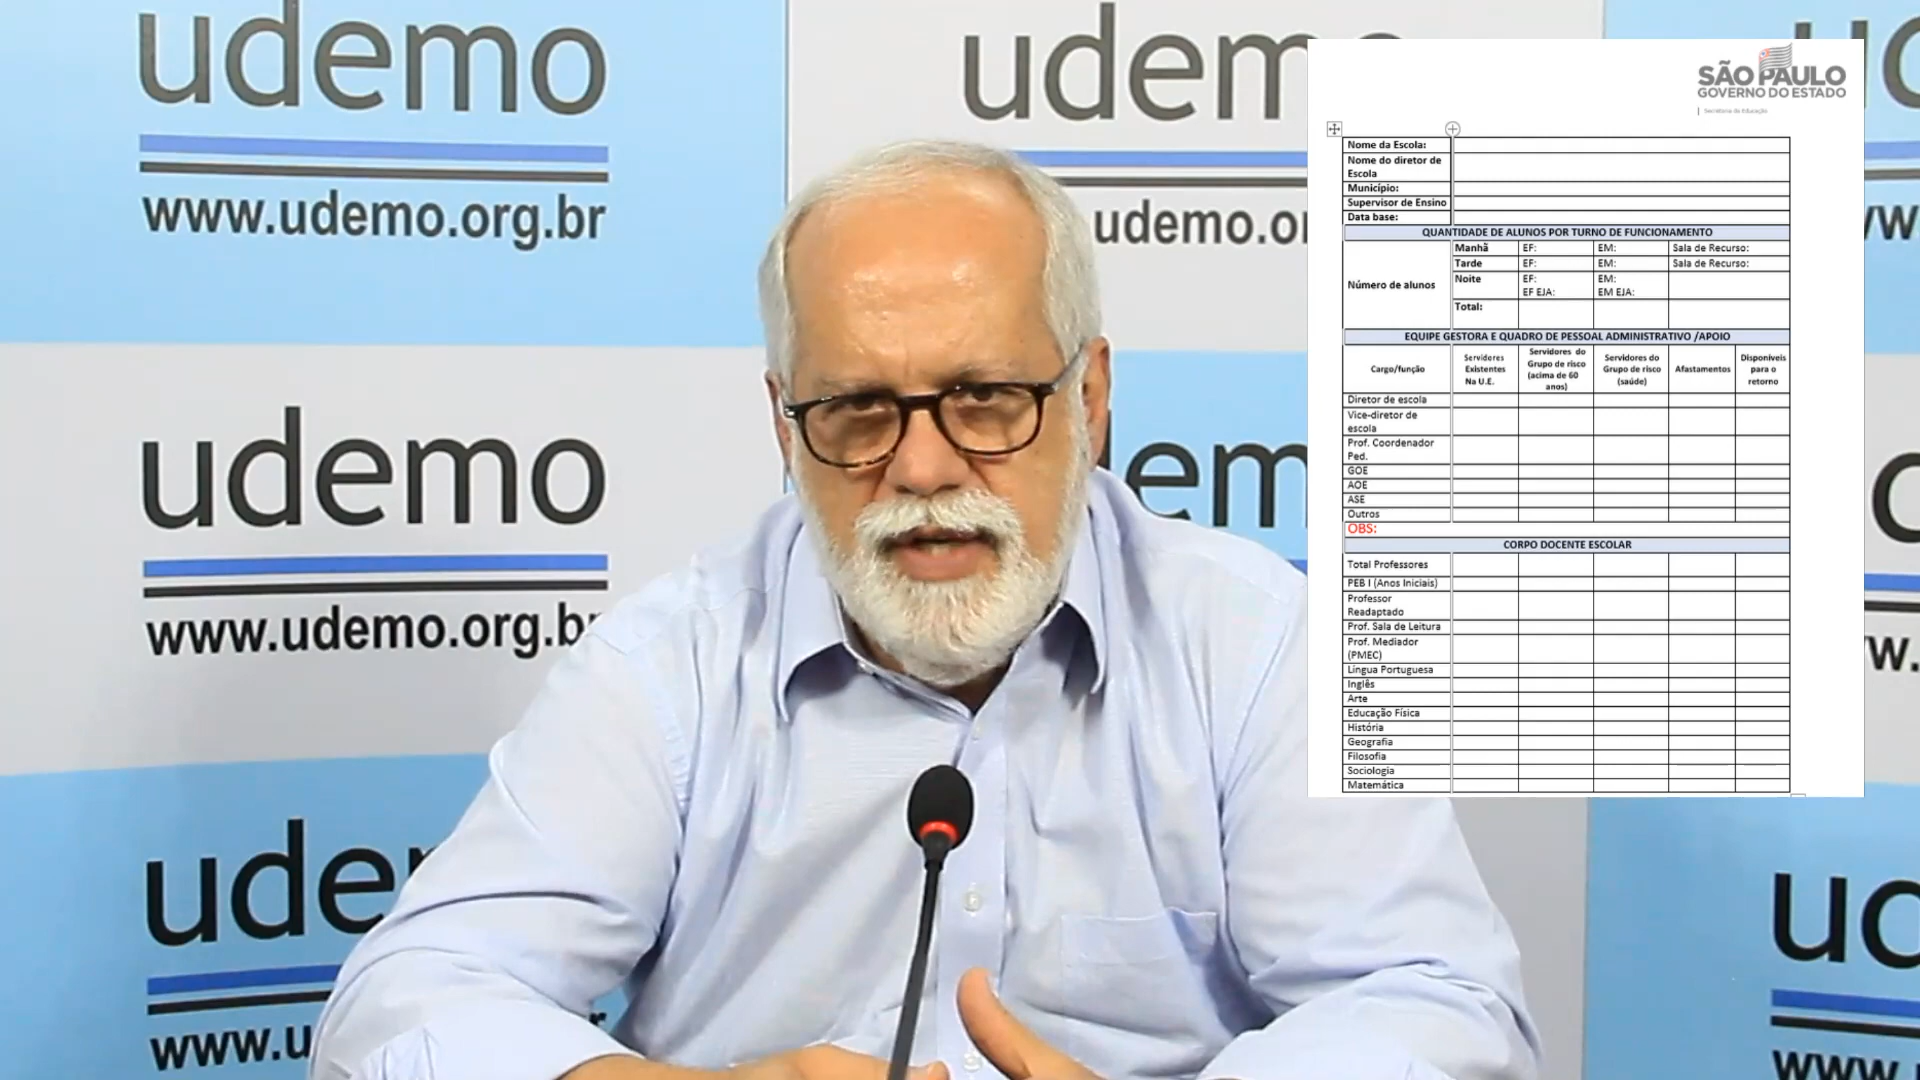 udemo
www.udemo.org.br
udem
udemo.or
udemo
www.udemo.org.b
dem
ude
www.u
SÃO PAULO
GOVERNO DO ESTADO
Secretaria da Educação
Nome da Escola:
Nome do diretor de
Escola
Município:
Supervisor de Ensino
Data base:
QUANTIDADE DE ALUNOS POR TURNO DE FUNCIONAMENTO
Número de alunos
Manhã EF: EM: Sala de Recurso:
Tarde EF: EM: Sala de Recurso:
Noite EF: EM:
EF EJA: EM EJA:
Total:
EQUIPE GESTORA E QUADRO DE PESSOAL ADMINISTRATIVO /APOIO
Cargo/função
Servidores
Existentes
Na U.E.
Servidores do
Grupo de risco
(acima de 60
anos)
Servidores do
Grupo de risco
(saúde)
Afastamentos
Disponíveis
para o
retorno
Diretor de escola
Vice-diretor de
escola
Prof. Coordenador
Ped.
GOE
AOE
ASE
Outros
OBS:
CORPO DOCENTE ESCOLAR
Total Professores
PEB I (Anos Iniciais)
Professor
Readaptado
Prof. Sala de Leitura
Prof. Mediador
(PMEC)
Língua Portuguesa
Inglês
Arte
Educação Física
História
Geografia
Filosofia
Sociologia
Matemática